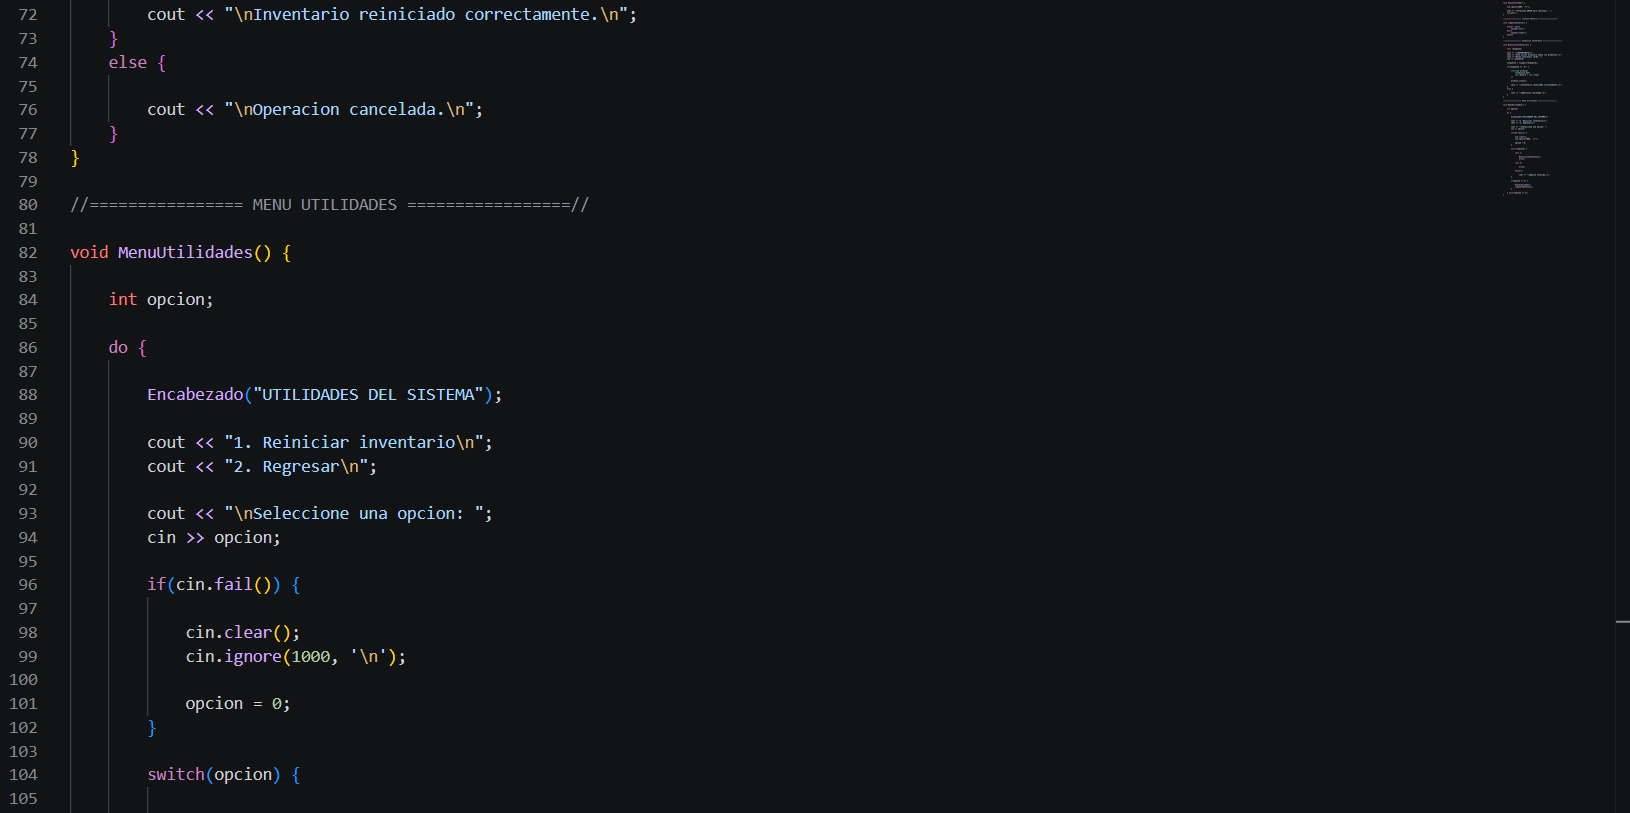 72 cout << "\nInventario reiniciado correctamente.\n";
73 }
74 else {
75
76 cout << "\nOperacion cancelada.\n";
77 }
78 }
79
80 //================ MENU UTILIDADES =================//
81
82 void MenuUtilidades() {
83
84 int opcion;
85
86 do {
87
88 Encabezado("UTILIDADES DEL SISTEMA");
89
90 cout << "1. Reiniciar inventario\n";
91 cout << "2. Regresar\n";
92
93 cout << "\nSeleccione una opcion: ";
94 cin >> opcion;
95
96 if(cin.fail()) {
97
98 cin.clear();
99 cin.ignore(1000, '\n');
100
101 opcion = 0;
102 }
103
104 switch(opcion) {
105